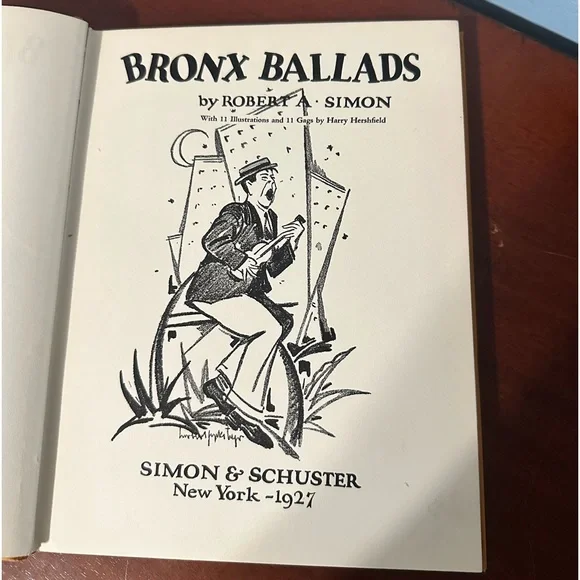 BRONX BALLADS
by ROBERT A. SIMON
With 11 Illustrations and 11 Gags by Harry Hershfield
SIMON & SCHUSTER
New York - 1927